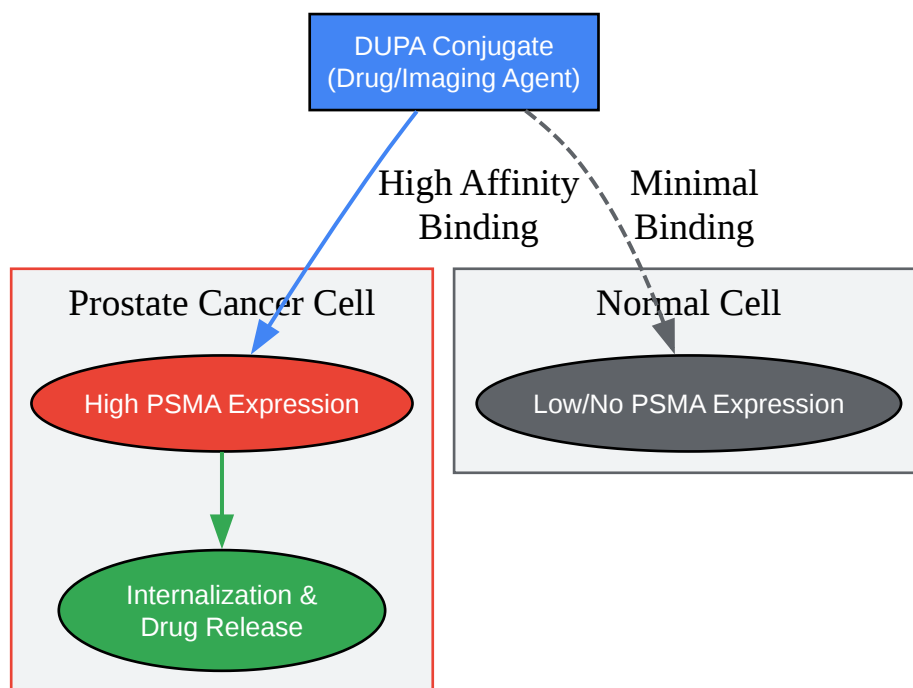 DUPA Conjugate
(Drug/Imaging Agent)
High Affinity
Binding
Minimal
Binding
Prostate Cancer Cell
Normal Cell
High PSMA Expression
Low/No PSMA Expression
Internalization &
Drug Release